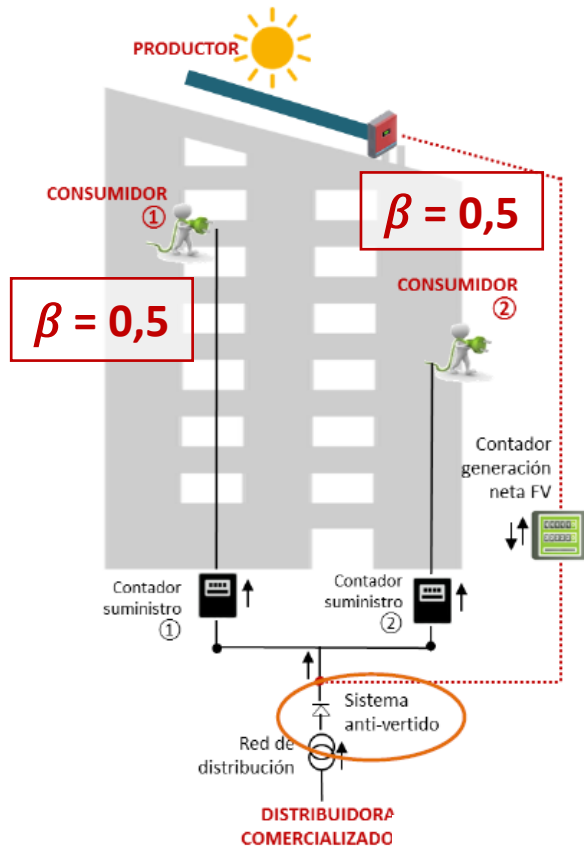 PRODUCTOR
CONSUMIDOR
①
β = 0,5
β = 0,5
CONSUMIDOR
②
Contador
generación
neta FV
Contador
suministro
①
Contador
suministro
②
Sistema
anti-vertido
Red de
distribución
DISTRIBUIDORA
COMERCIALIZADO